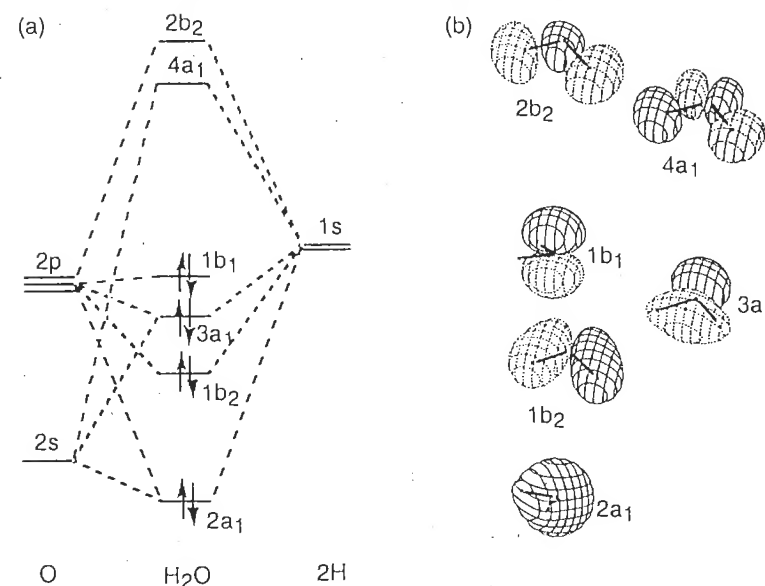 (a)
2b₂
4a₁
1s
2p
1b₁
3a₁
1b₂
2s
2a₁
O
H₂O
2H
(b)
2b₂
4a₁
1b₁
3a
1b₂
2a₁